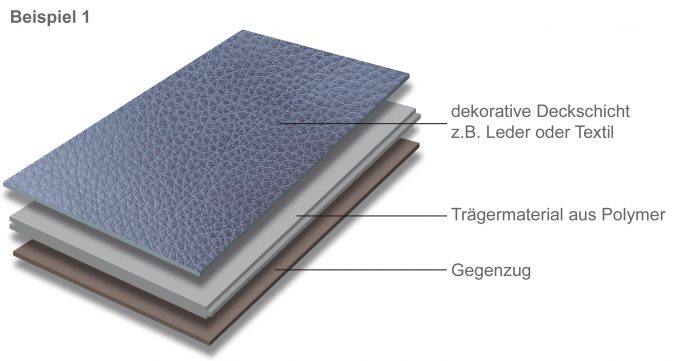 Beispiel 1
dekorative Deckschicht
z.B. Leder oder Textil
Trägermaterial aus Polymer
Gegenzug